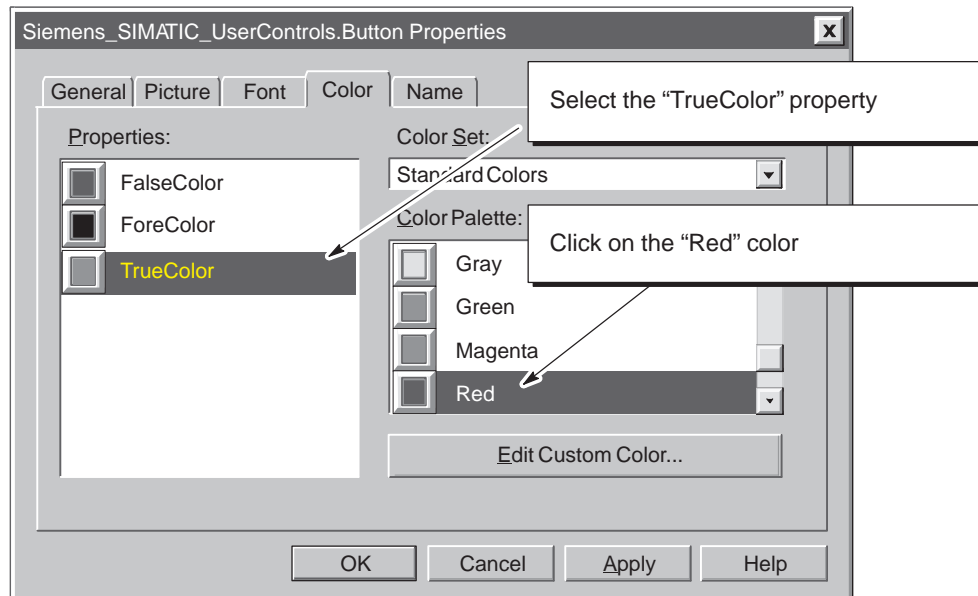 Siemens_SIMATIC_UserControls.Button Properties
x
General Picture Font Color Name
Select the “TrueColor” property
Properties:
FalseColor
ForeColor
TrueColor
Color Set:
Standard Colors
Color Palette:
Click on the “Red” color
Gray
Green
Magenta
Red
Edit Custom Color...
OK Cancel Apply Help